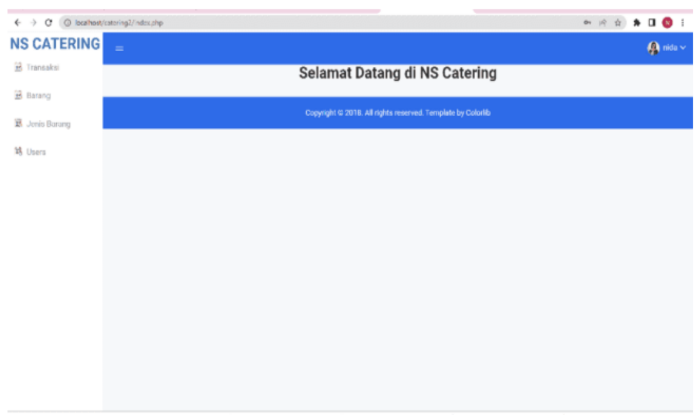 localhost/catering2/index.php
NS CATERING
nida
Transaksi
Barang
Jenis Barang
Users
Selamat Datang di NS Catering
Copyright © 2018. All rights reserved. Template by Colorlib